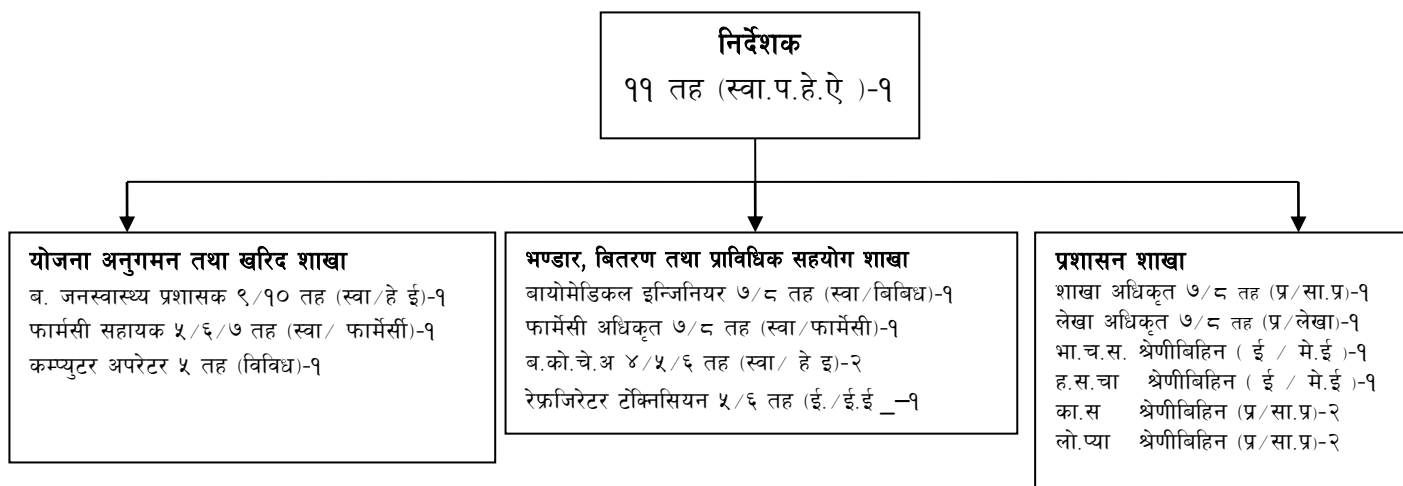 निर्देशक
११ तह (स्वा.प.हे.ऐ )-१
योजना अनुगमन तथा खरिद शाखा
ब. जनस्वास्थ्य प्रशासक ९/१० तह (स्वा/हे ई)-१
फार्मसी सहायक ५/६/७ तह (स्वा/ फार्मेर्सी)-१
कम्प्युटर अपरेटर ५ तह (विविध)-१
भण्डार, बितरण तथा प्राविधिक सहयोग शाखा
बायोमेडिकल इन्जिनियर ७/८ तह (स्वा/बिबिध)-१
फार्मेसी अधिकृत ७/८ तह (स्वा/फार्मेसी)-१
ब.को.चे.अ ४/५/६ तह (स्वा/ हे इ)-२
रेफ्रजिरेटर टेक्निसियन ५/६ तह (ई./ई.ई _–१
प्रशासन शाखा
शाखा अधिकृत ७/८ तह (प्र/सा.प्र)-१
लेखा अधिकृत ७/८ तह (प्र/लेखा)-१
भा.च.स. श्रेणीबिहिन ( ई / मे.ई )-१
ह.स.चा श्रेणीबिहिन ( ई / मे.ई )-१
का.स श्रेणीबिहिन (प्र/सा.प्र)-२
लो.प्या श्रेणीबिहिन (प्र/सा.प्र)-२